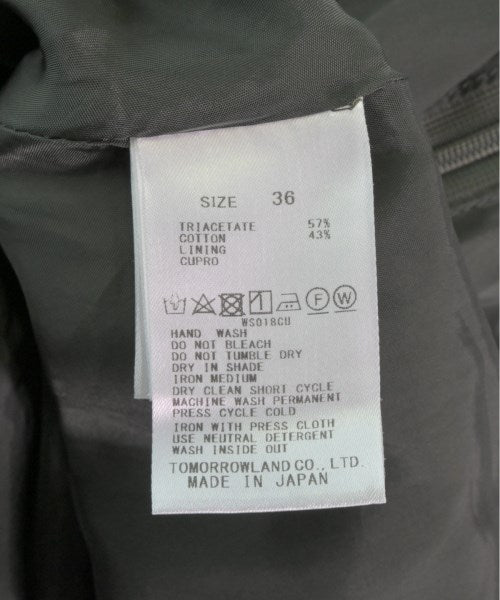 SIZE 36
TRIACETATE 57%
COTTON 43%
LINING
CUPRO
F W
WS018CU
HAND WASH
DO NOT BLEACH
DO NOT TUMBLE DRY
DRY IN SHADE
IRON MEDIUM
DRY CLEAN SHORT CYCLE
MACHINE WASH PERMANENT
PRESS CYCLE COLD
IRON WITH PRESS CLOTH
USE NEUTRAL DETERGENT
WASH INSIDE OUT
TOMORROWLAND CO., LTD.
MADE IN JAPAN